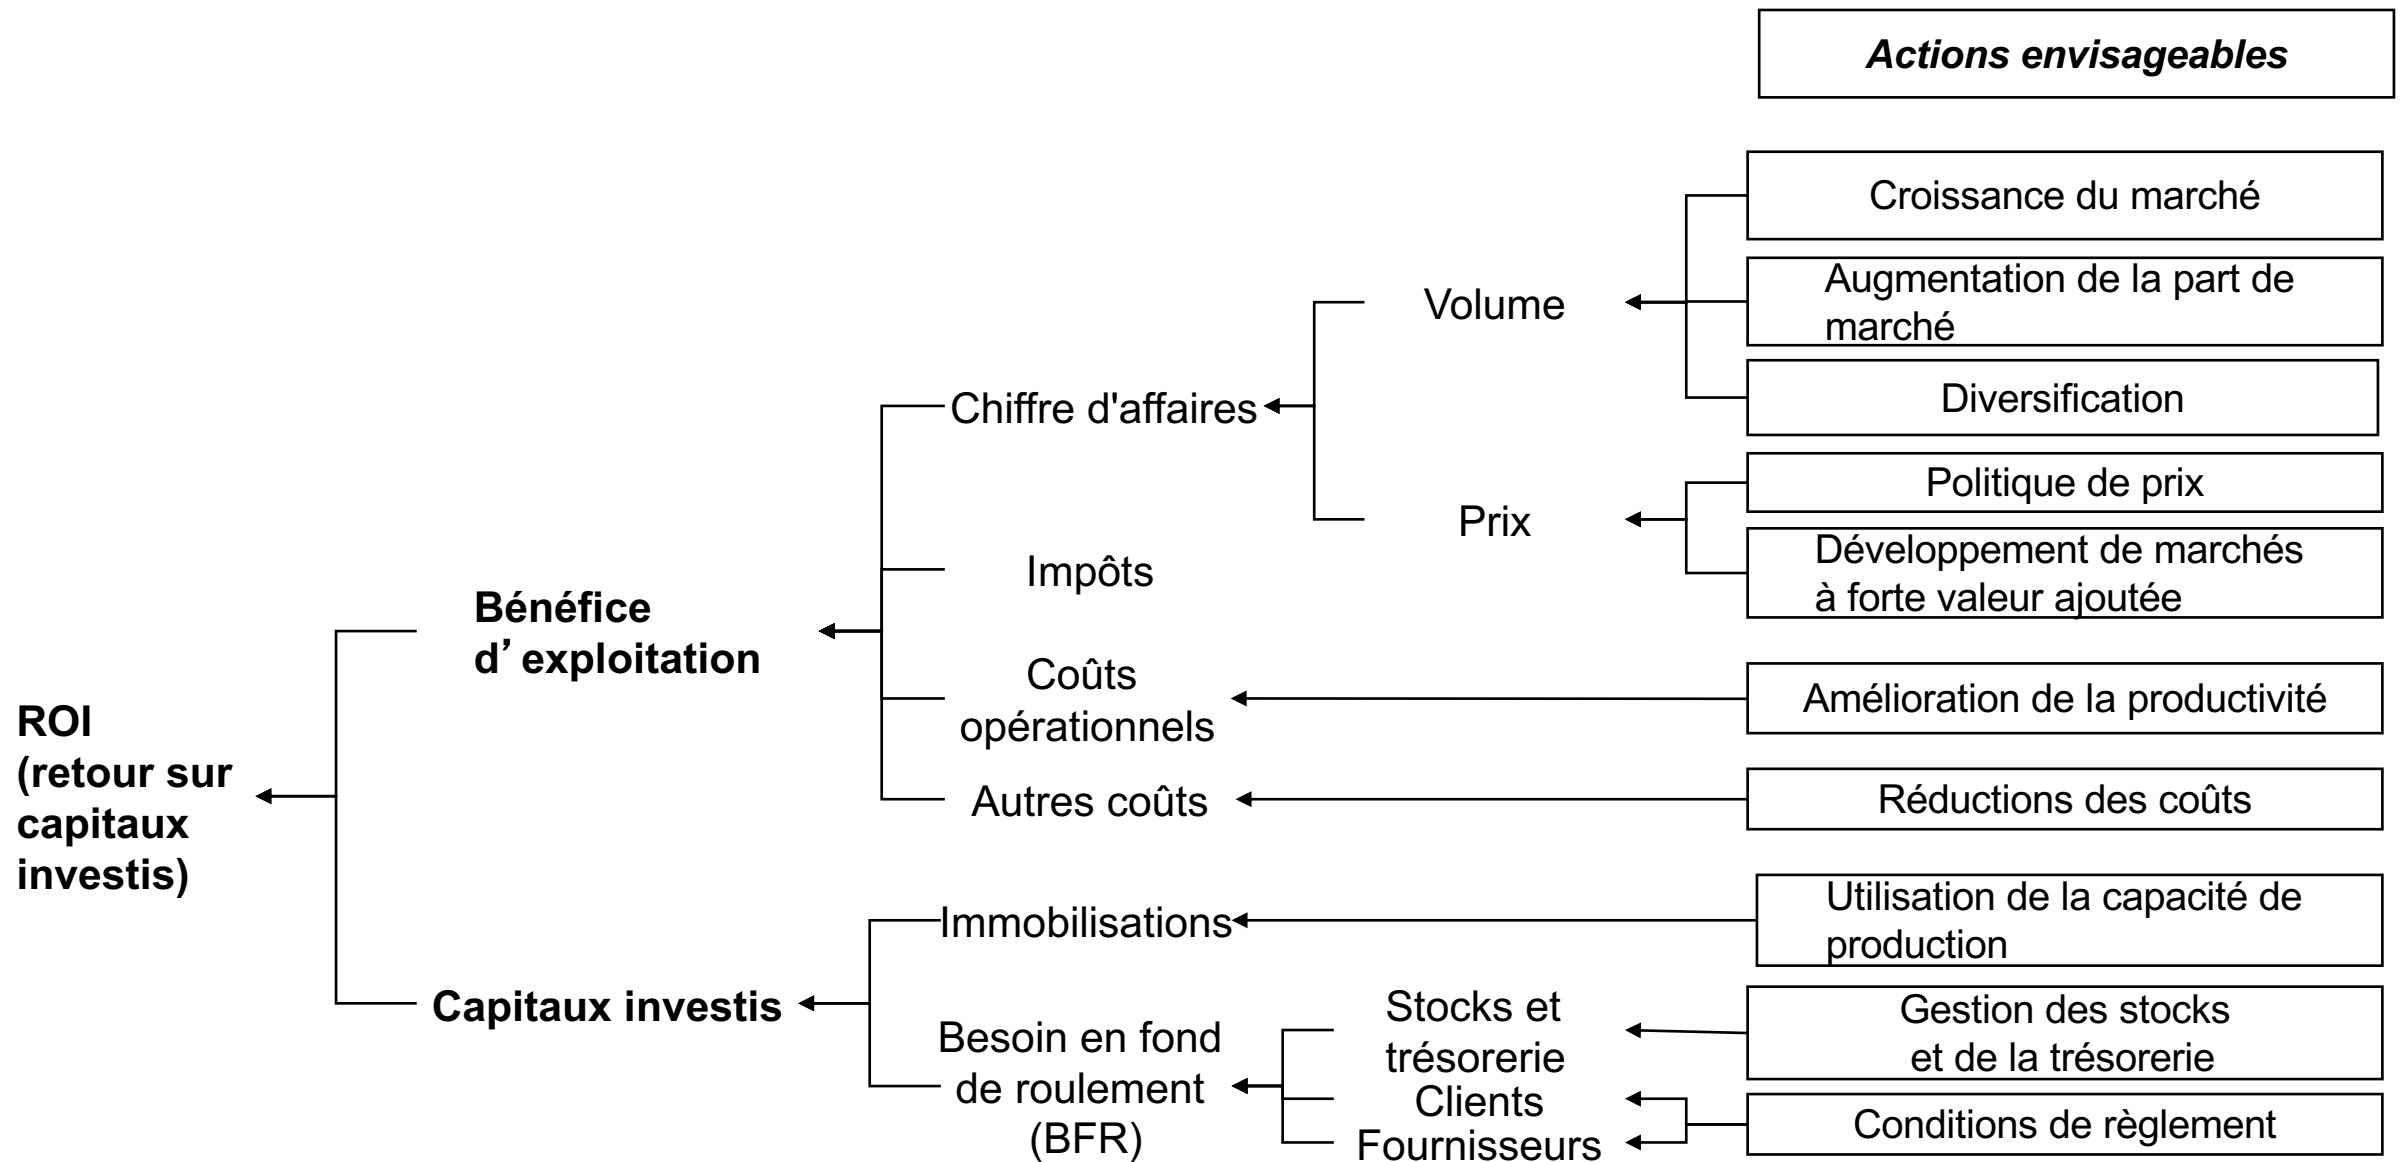 Actions envisageables
Croissance du marché
Augmentation de la part de
marché
Volume
Diversification
Chiffre d'affaires
Politique de prix
Prix
Développement de marchés
à forte valeur ajoutée
Impôts
Bénéfice
d’exploitation
Coûts
opérationnels
Amélioration de la productivité
ROI
(retour sur
capitaux
investis)
Autres coûts
Réductions des coûts
Immobilisations
Utilisation de la capacité de
production
Capitaux investis
Besoin en fond
de roulement
(BFR)
Stocks et
trésorerie
Gestion des stocks
et de la trésorerie
Clients
Fournisseurs
Conditions de règlement